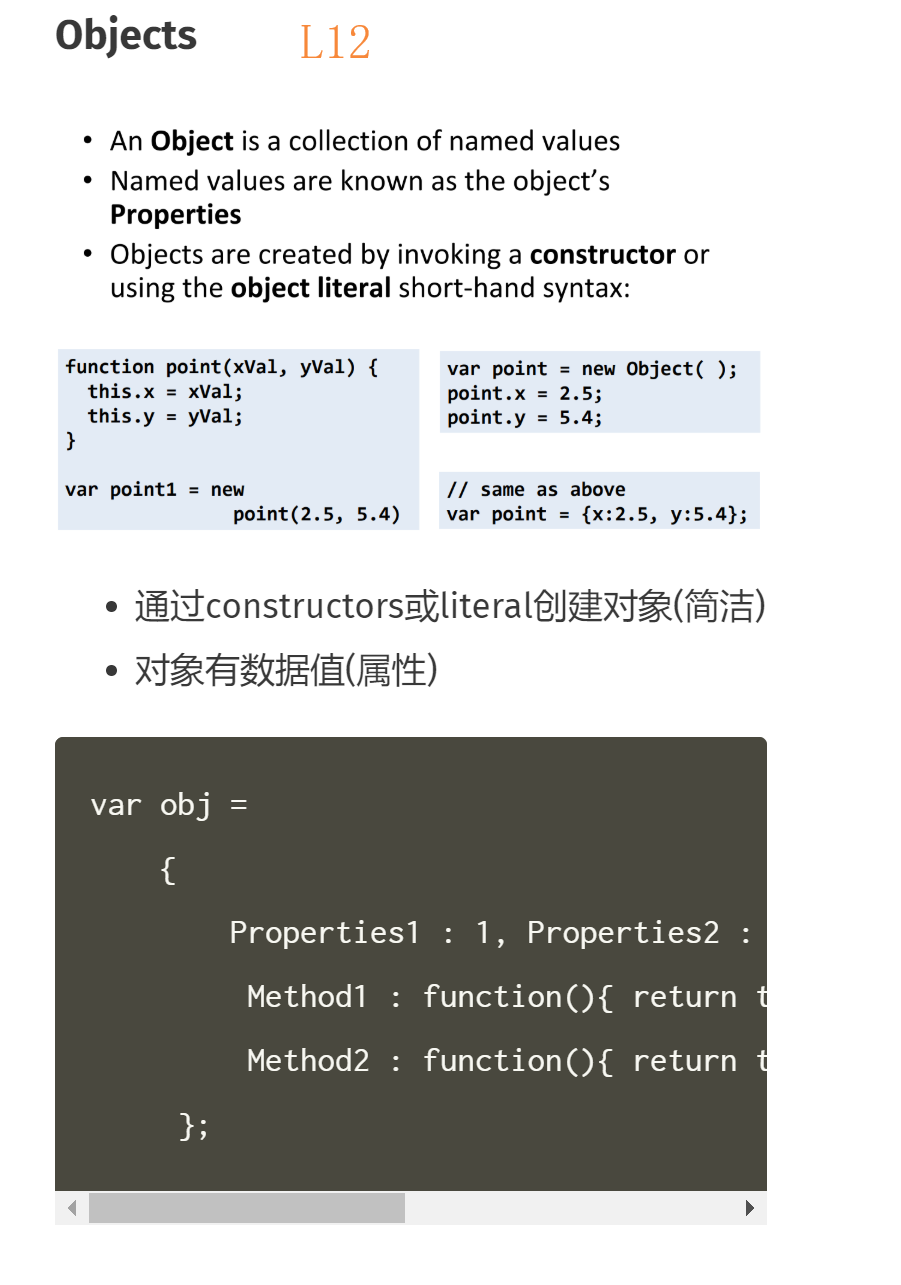 Objects L12
• An Object is a collection of named values
• Named values are known as the object's
Properties
• Objects are created by invoking a constructor or
using the object literal short-hand syntax:
function point(xVal, yVal) {
this.x = xVal;
this.y = yVal;
}
var point1 = new
point(2.5, 5.4)
var point = new Object( );
point.x = 2.5;
point.y = 5.4;
// same as above
var point = {x:2.5, y:5.4};
• 通过constructors或literal创建对象(简洁)
• 对象有数据值(属性)
var obj =
{
Properties1 : 1, Properties2 :
Method1 : function(){ return
Method2 : function(){ return
};